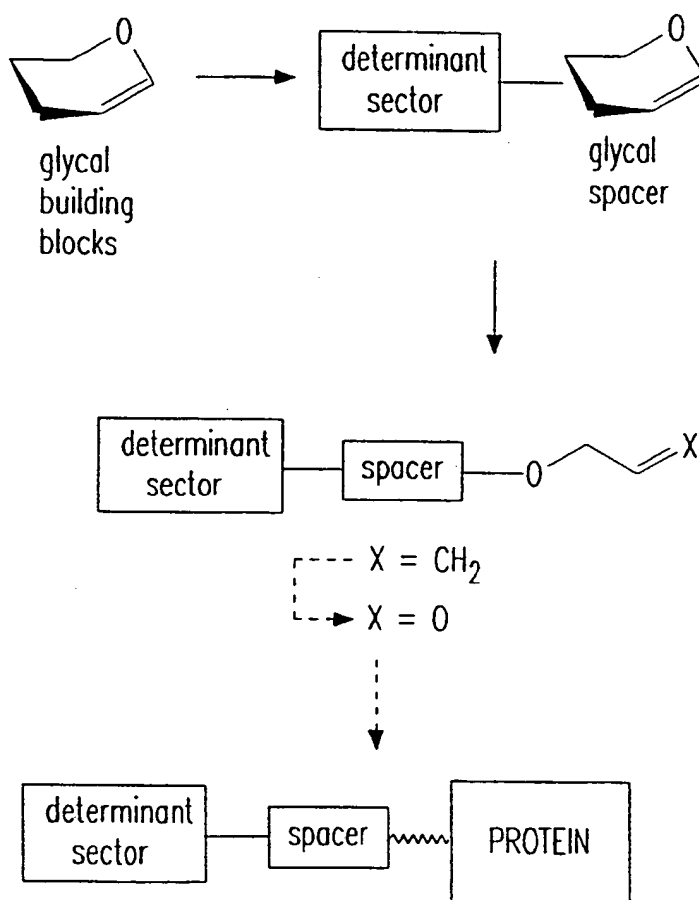 O
O
glycal
building
blocks
determinant
sector
glycal
spacer
determinant
sector
spacer
O
X
X = CH₂
X = O
determinant
sector
spacer
PROTEIN